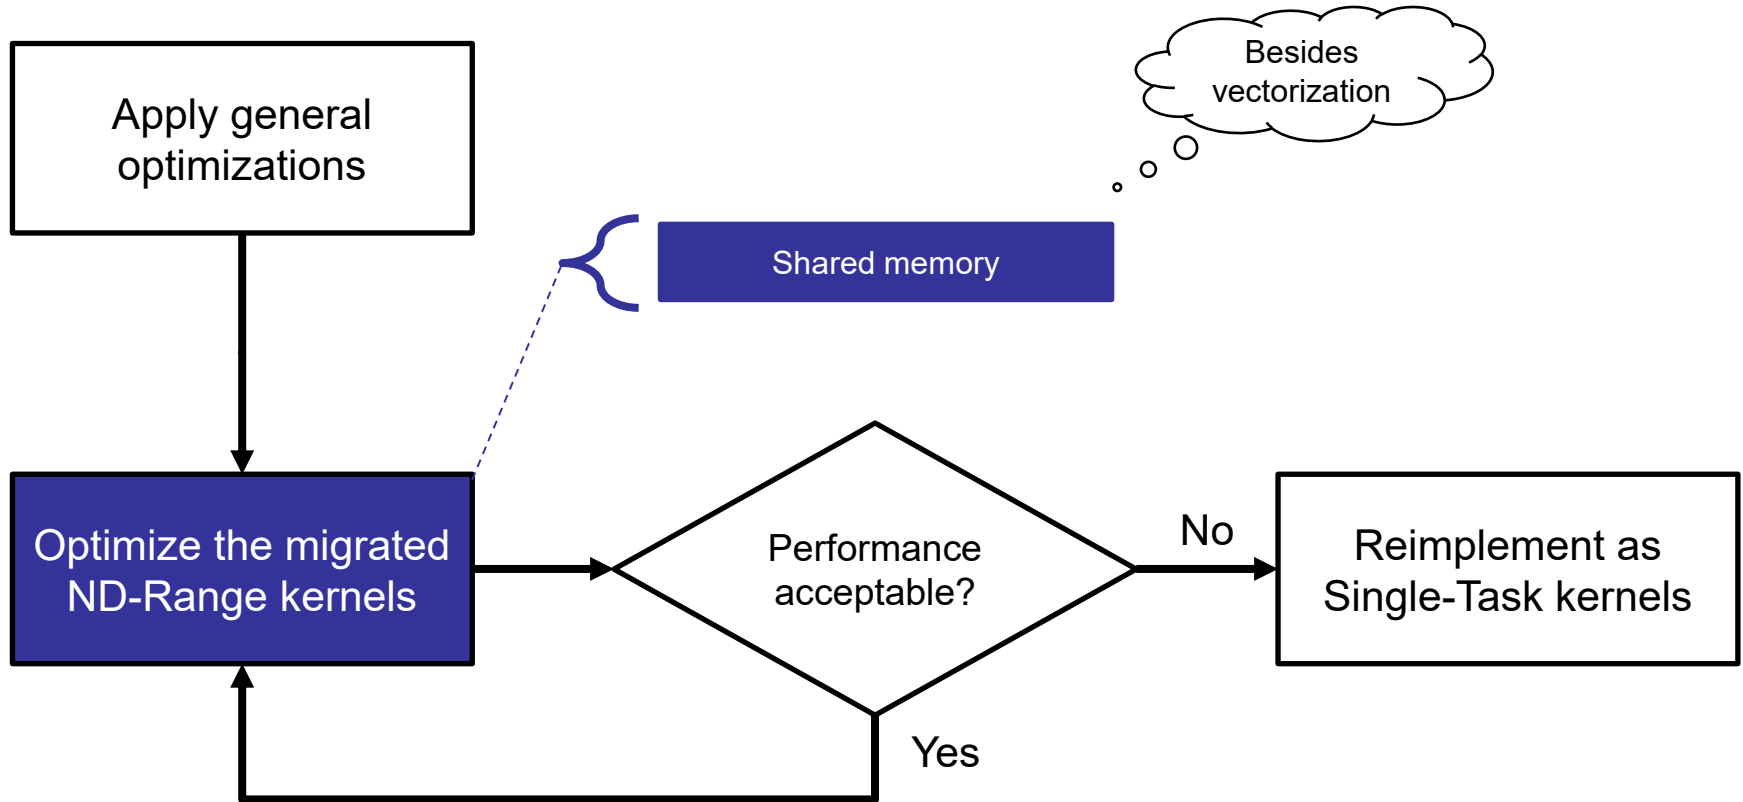 Besides
vectorization
Apply general
optimizations
Shared memory
Optimize the migrated
ND-Range kernels
Performance
acceptable?
No
Reimplement as
Single-Task kernels
Yes